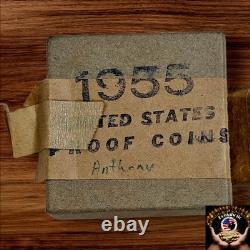 1955
UNITED STATES
PROOF COINS
Anthony